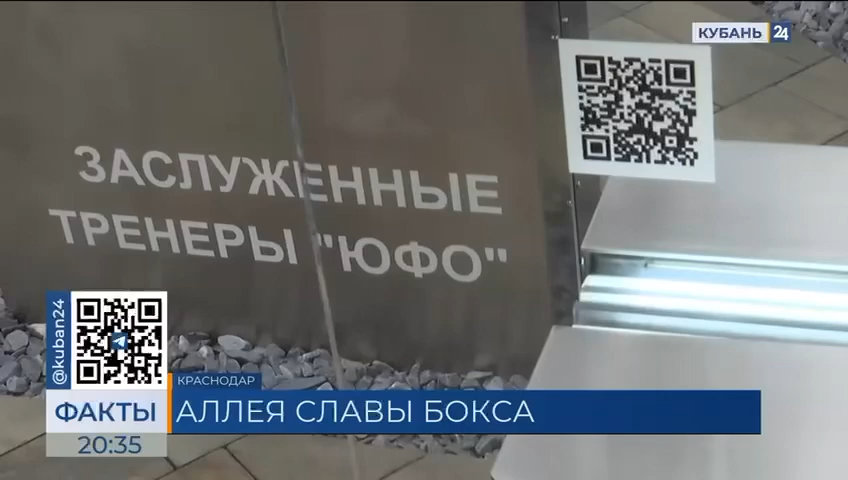 КУБАНЬ 24
ЗАСЛУЖЕННЫЕ
ТРЕНЕРЫ "ЮФО"
@kuban24
КРАСНОДАР
ФАКТЫ
АЛЛЕЯ СЛАВЫ БОКСА
20:35